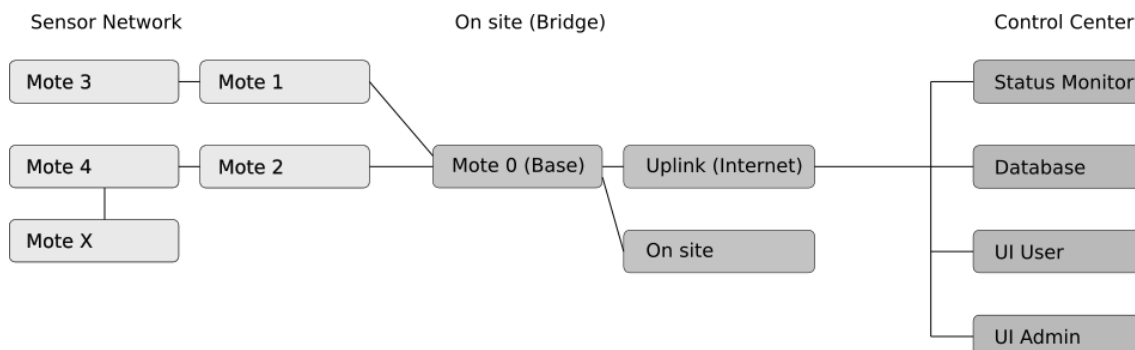 Sensor Network
On site (Bridge)
Control Center
Mote 3
Mote 1
Status Monitor
Mote 4
Mote 2
Mote 0 (Base)
Uplink (Internet)
Database
Mote X
On site
UI User
UI Admin